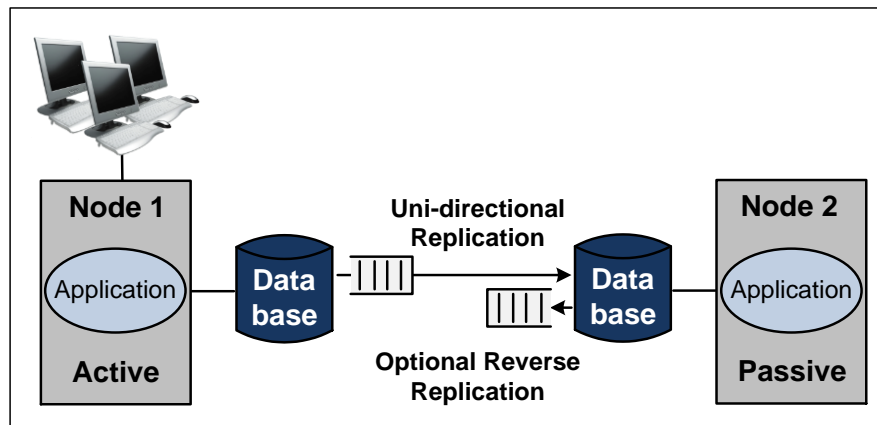 Node 1
Application
Active
Data
base
Uni-directional
Replication
Optional Reverse
Replication
Data
base
Node 2
Application
Passive